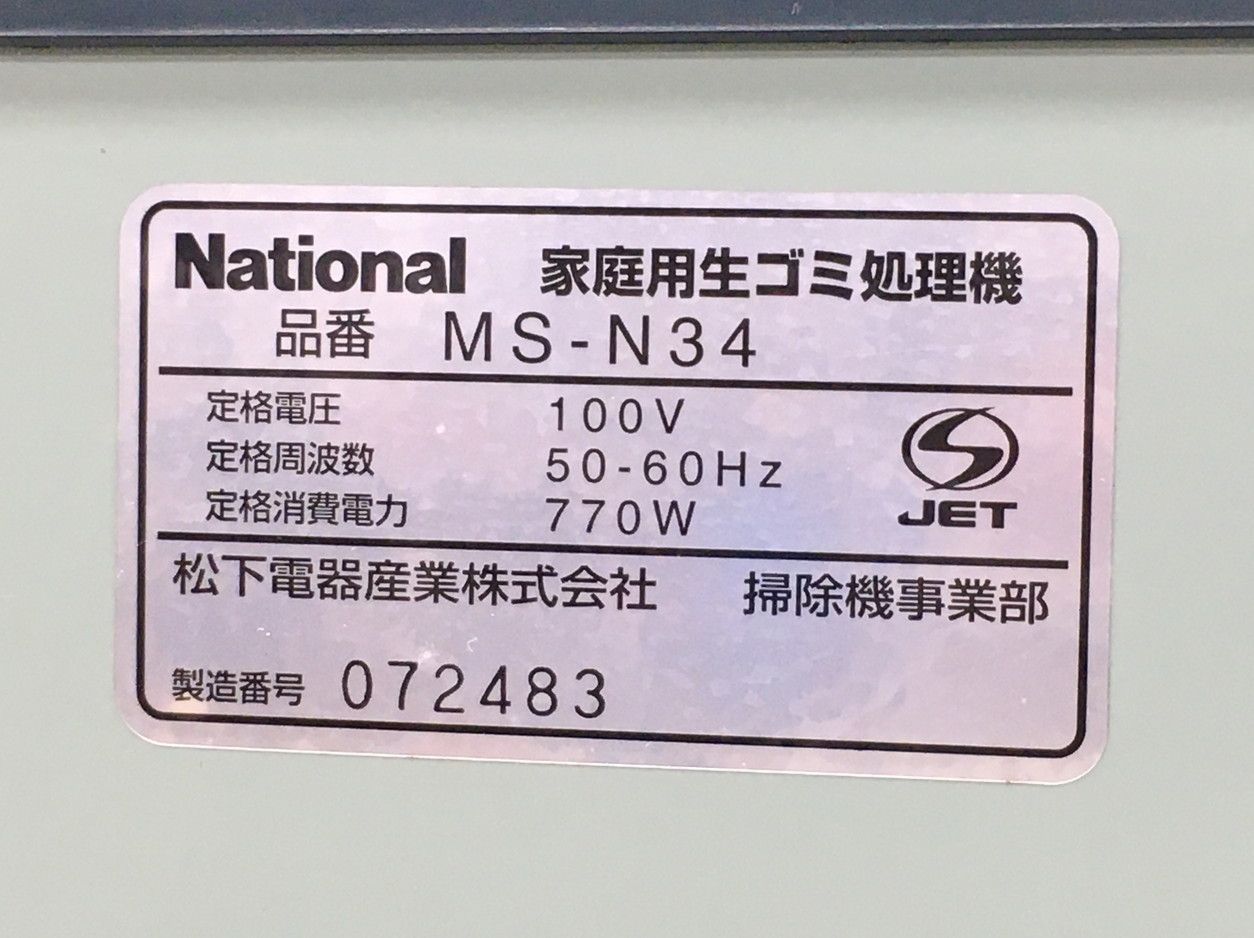 National 家庭用生ゴミ処理機
品番 MS-N34
定格電圧 100V
定格周波数 50-60Hz
定格消費電力 770W
JET
松下電器産業株式会社 掃除機事業部
製造番号 072483